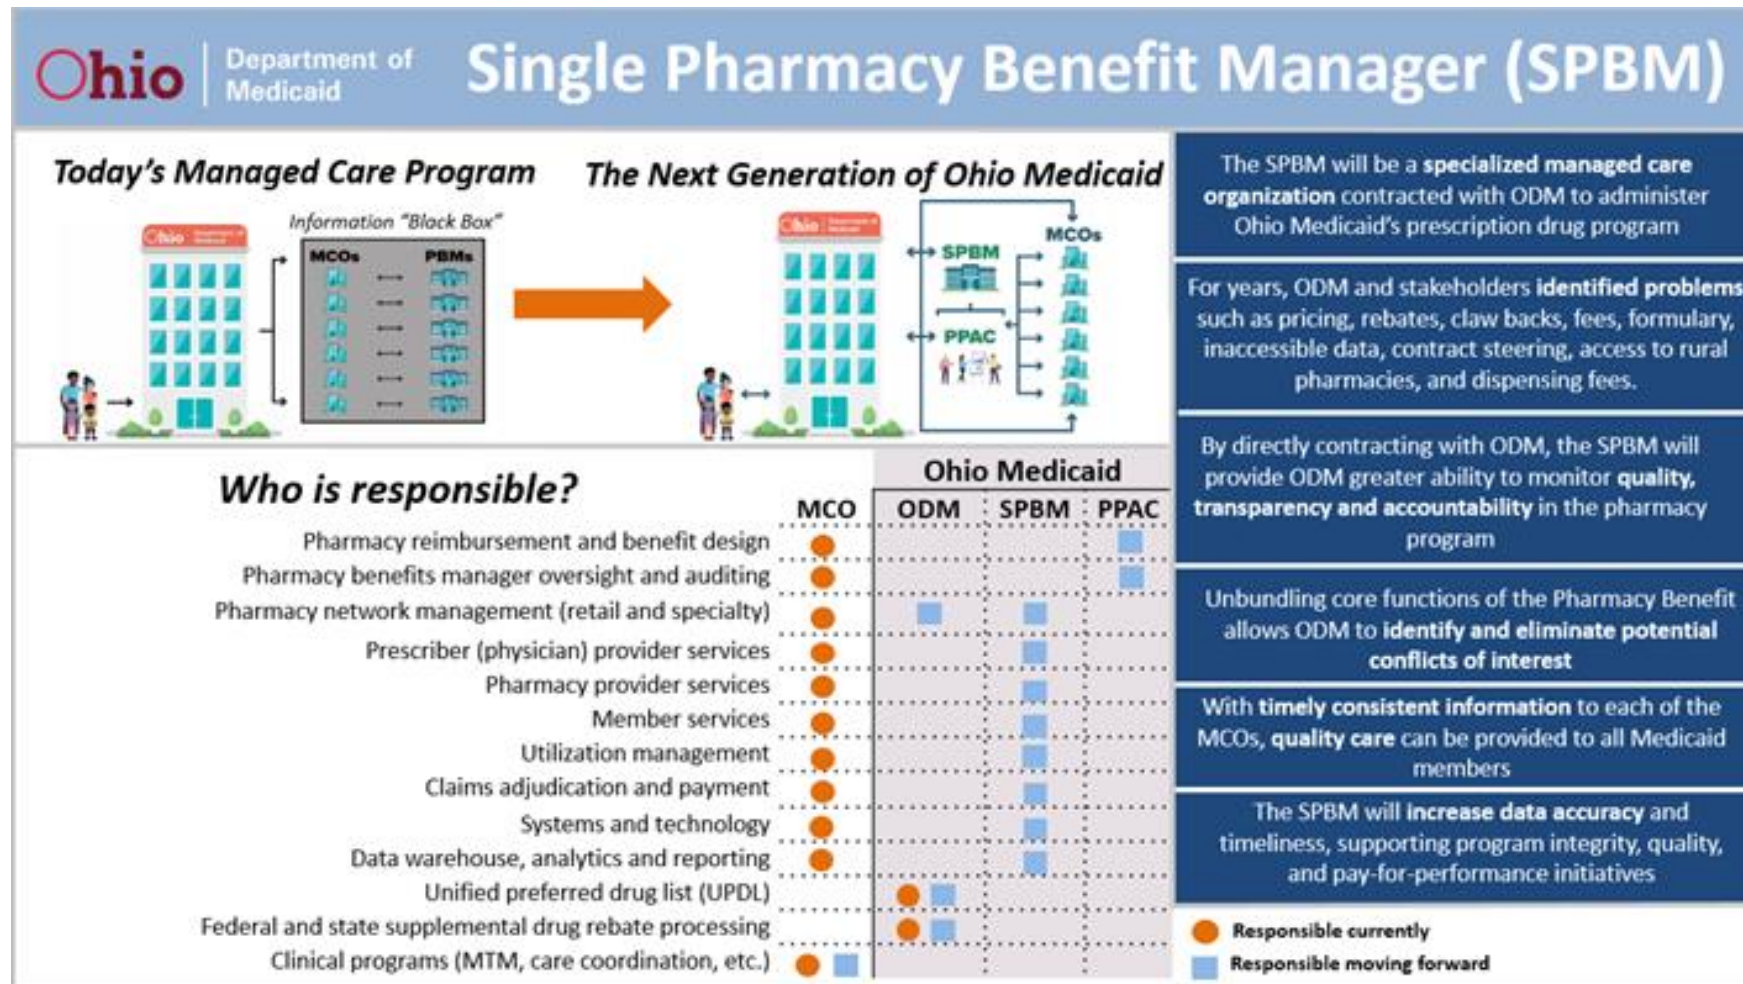 Ohio
Department of
Medicaid
Single Pharmacy Benefit Manager (SPBM)
Today's Managed Care Program
Information "Black Box"
Ohio
MCOs
PBMs
The Next Generation of Ohio Medicaid
Ohio
SPBM
PPAC
MCOs
Who is responsible?
Ohio Medicaid
MCO ODM SPBM PPAC
Pharmacy reimbursement and benefit design
Pharmacy benefits manager oversight and auditing
Pharmacy network management (retail and specialty)
Prescriber (physician) provider services
Pharmacy provider services
Member services
Utilization management
Claims adjudication and payment
Systems and technology
Data warehouse, analytics and reporting
Unified preferred drug list (UPDL)
Federal and state supplemental drug rebate processing
Clinical programs (MTM, care coordination, etc.)
The SPBM will be a specialized managed care
organization contracted with ODM to administer
Ohio Medicaid's prescription drug program
For years, ODM and stakeholders identified problems
such as pricing, rebates, claw backs, fees, formulary,
inaccessible data, contract steering, access to rural
pharmacies, and dispensing fees.
By directly contracting with ODM, the SPBM will
provide ODM greater ability to monitor quality,
transparency and accountability in the pharmacy
program
Unbundling core functions of the Pharmacy Benefit
allows ODM to identify and eliminate potential
conflicts of interest
With timely consistent information to each of the
MCOs, quality care can be provided to all Medicaid
members
The SPBM will increase data accuracy and
timeliness, supporting program integrity, quality,
and pay-for-performance initiatives
Responsible currently
Responsible moving forward